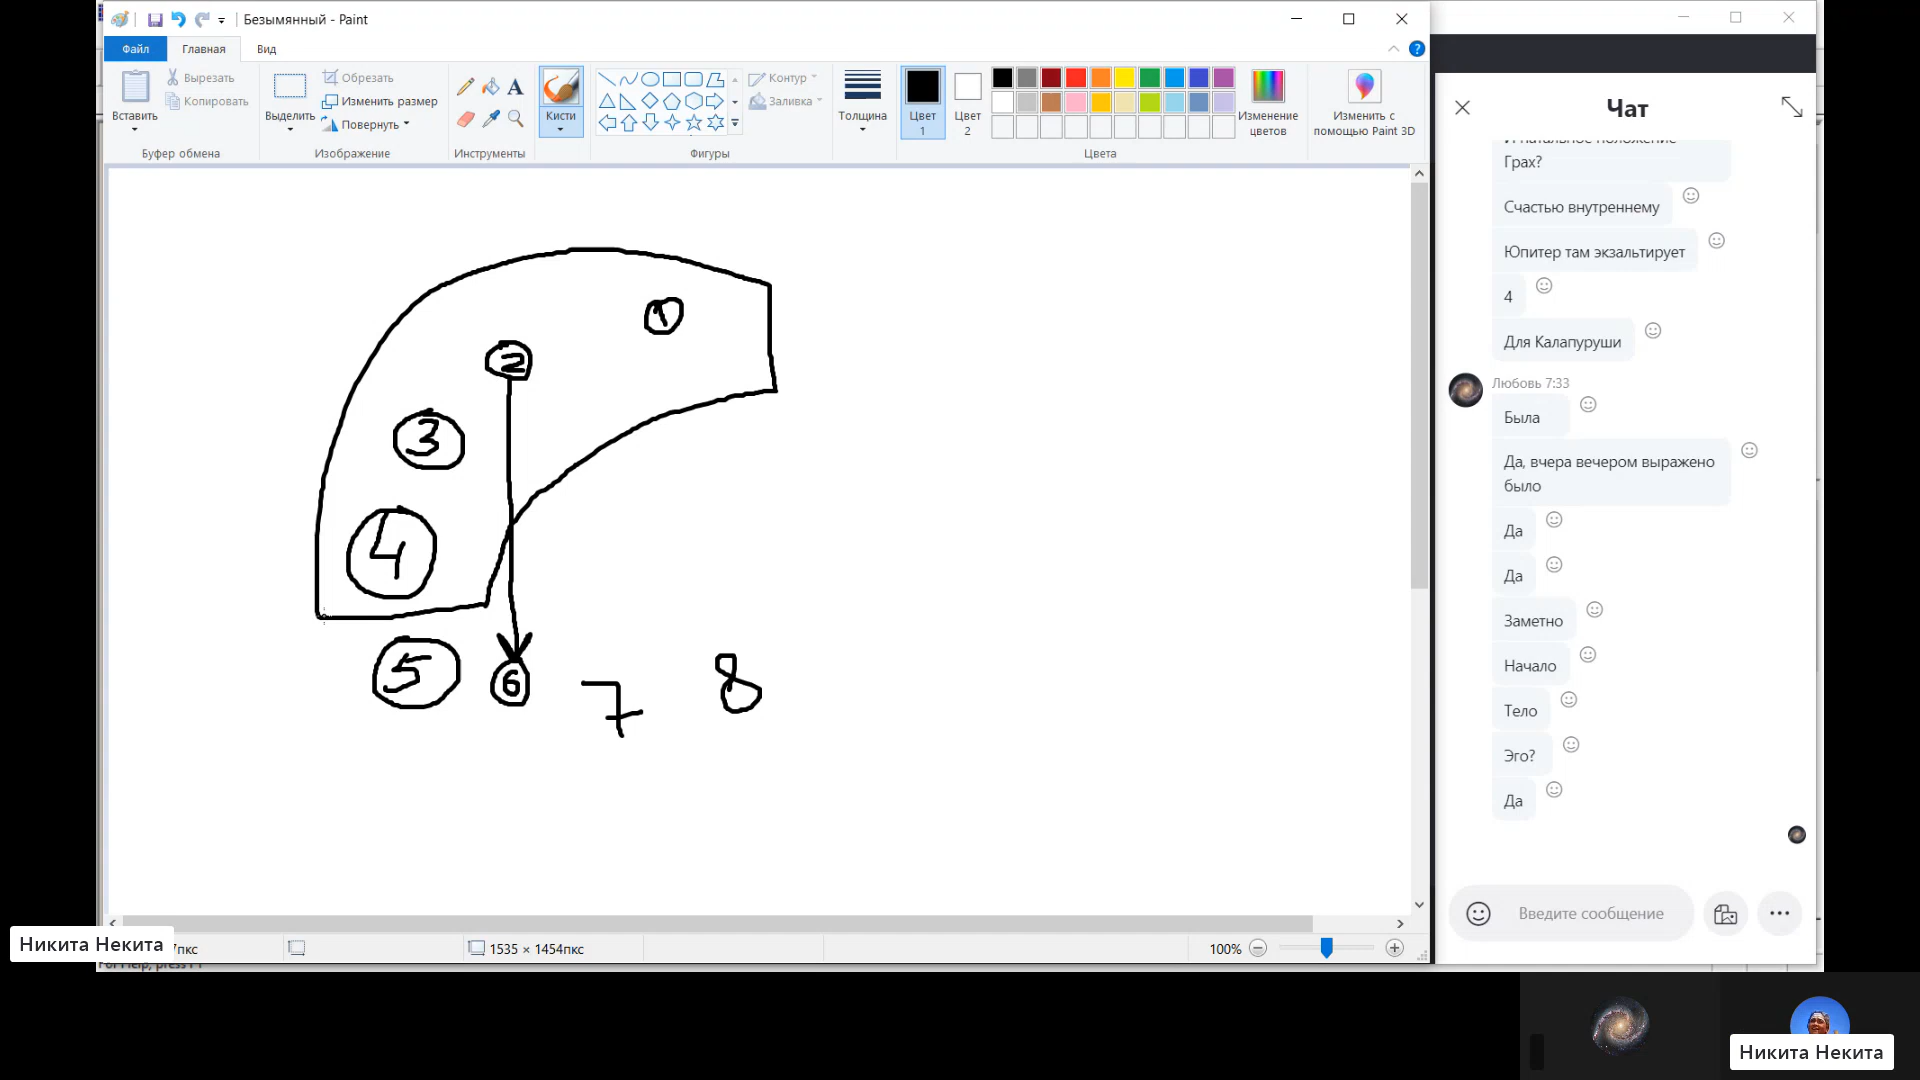 Безымянный - Paint
Файл
Главная
Вид
Вырезать
Копировать
Вставить
Буфер обмена
Обрезать
Изменить размер
Повернуть
Выделить
Изображение
A
Инструменты
Кисти
Контур
Заливка
Фигуры
Толщина
Цвет
1
Цвет
2
Изменение
цветов
Изменить с
помощью Paint 3D
Цвета
1
2
3
4
5
6
7
8
1535 × 1454пкс
100%
Чат
Грах?
Счастью внутреннему
Юпитер там экзальтирует
4
Для Калапуруши
Любовь 7:33
Была
Да, вчера вечером выражено
было
Да
Да
Заметно
Начало
Тело
Эго?
Да
Введите сообщение
Никита Некита
Никита Некита